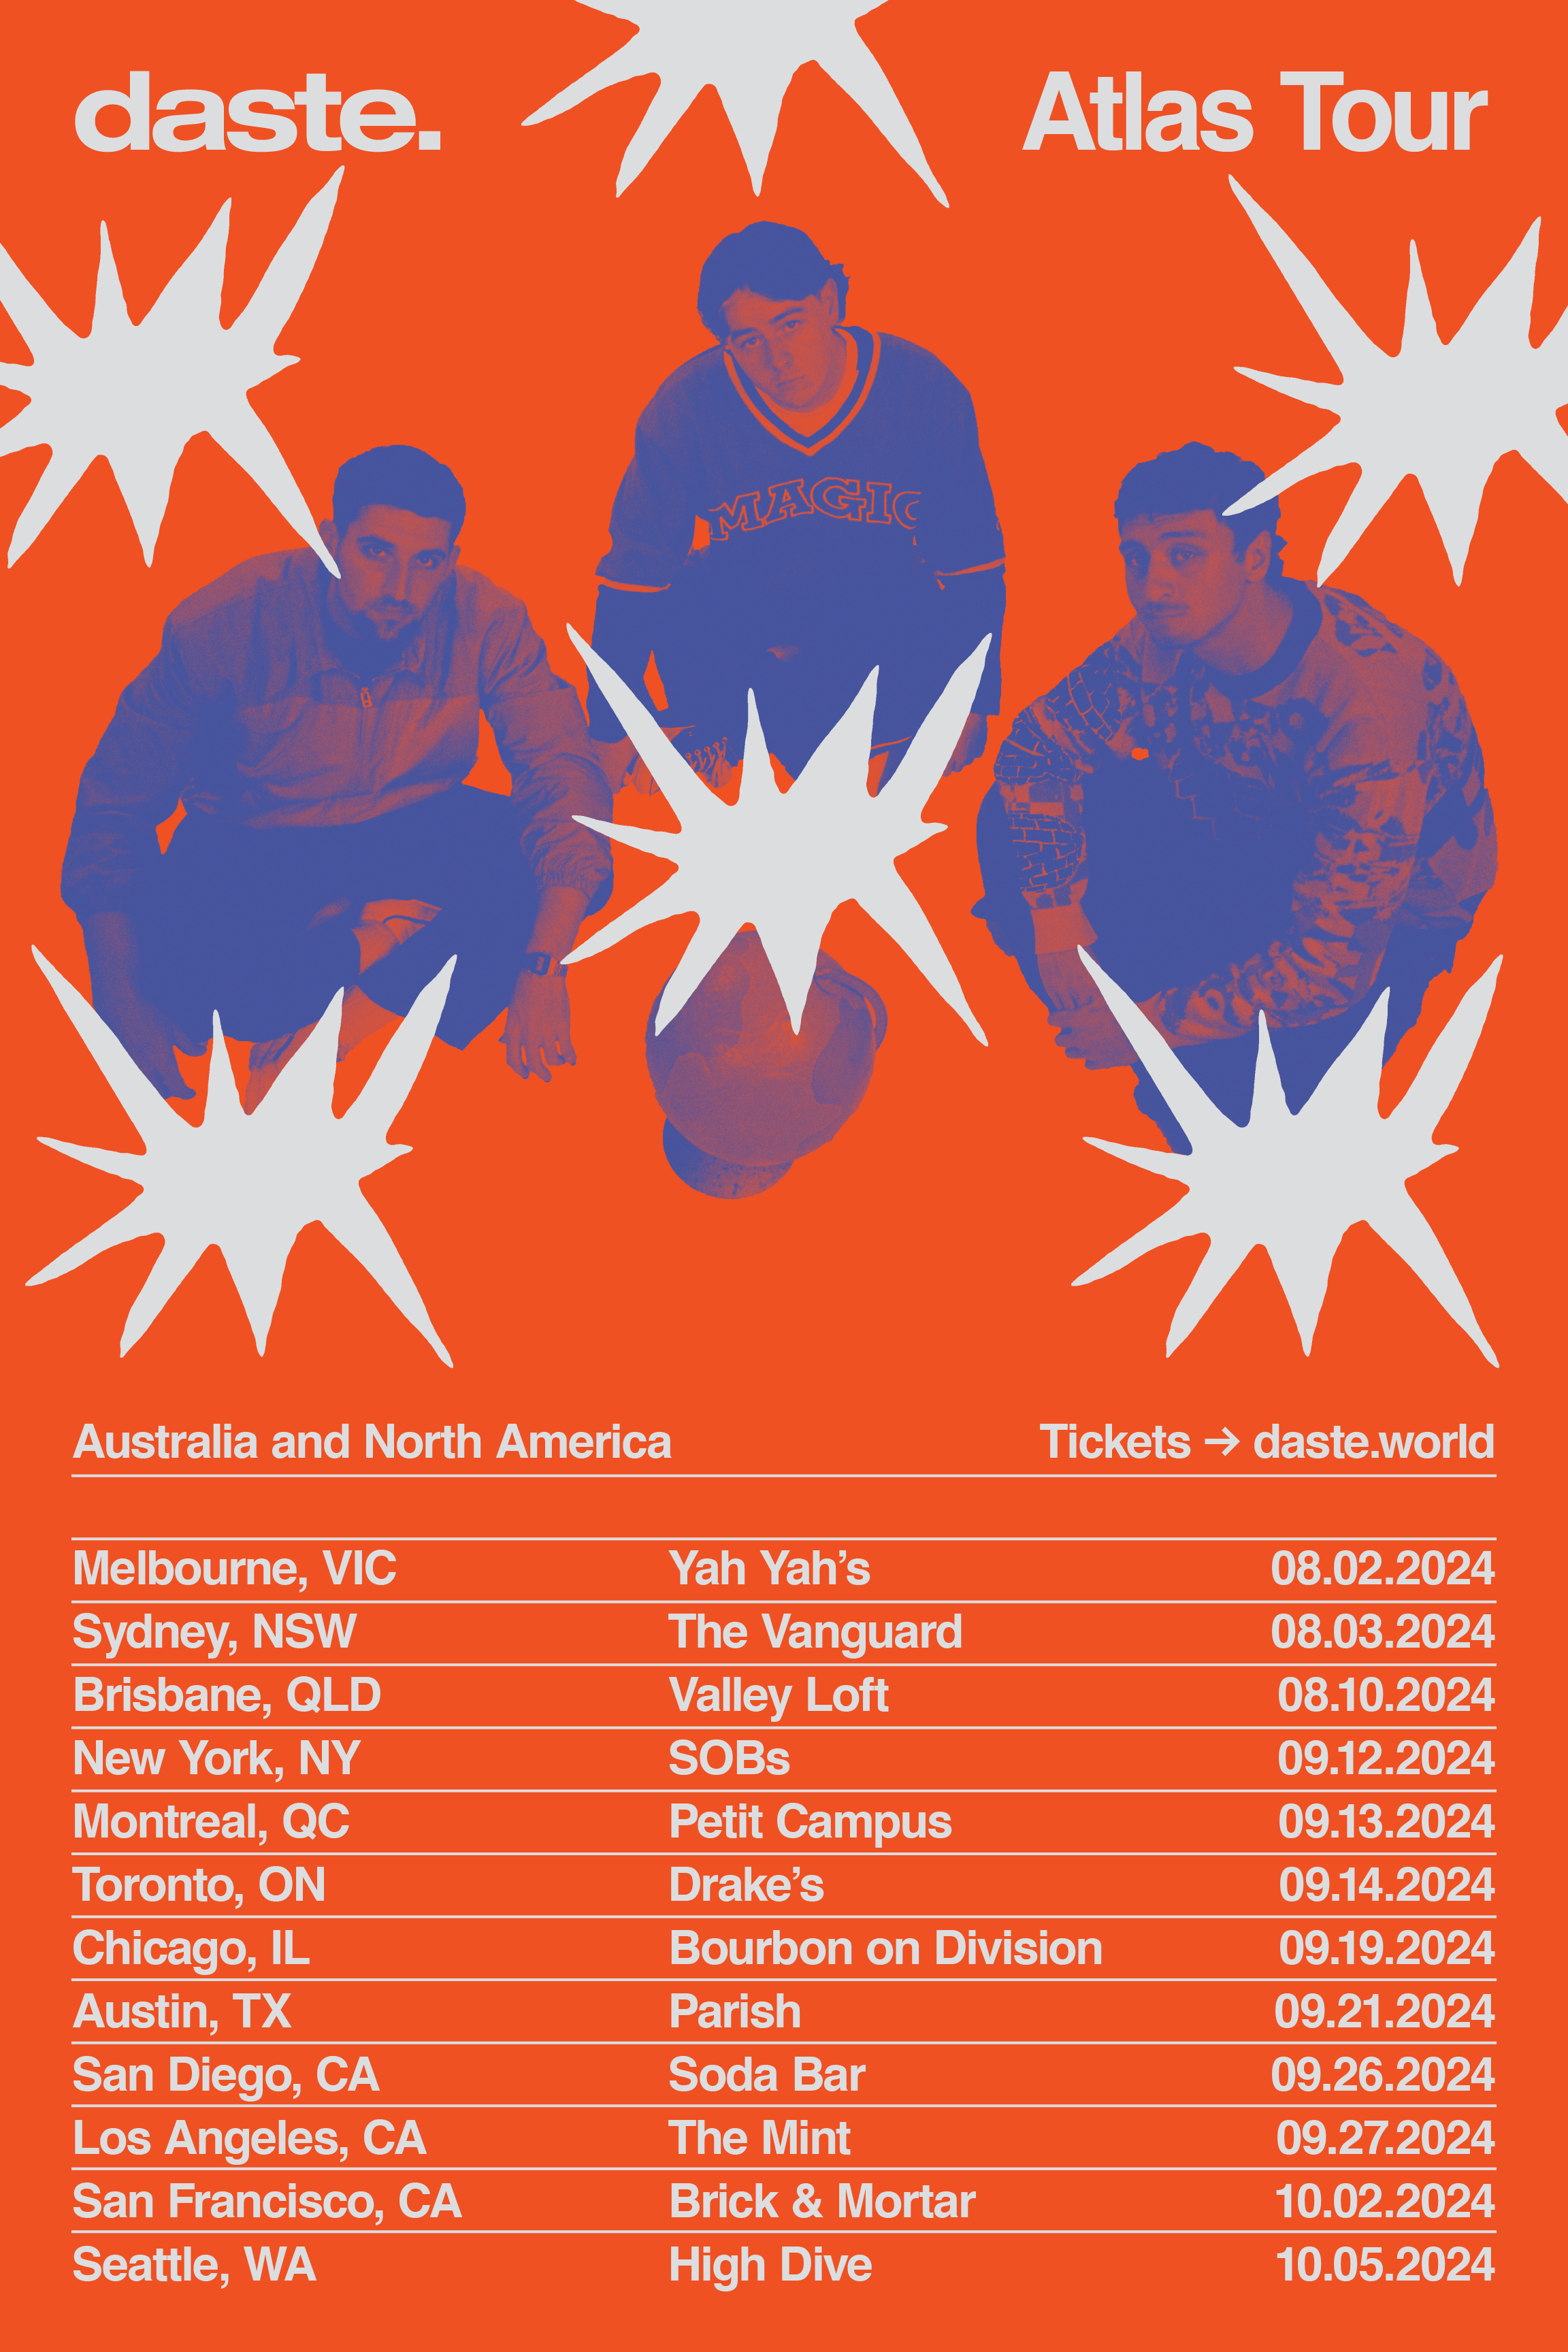 daste.
Atlas Tour
MAGIC
Australia and North America
Tickets → daste.world
Melbourne, VIC Yah Yah’s 08.02.2024
Sydney, NSW The Vanguard 08.03.2024
Brisbane, QLD Valley Loft 08.10.2024
New York, NY SOBs 09.12.2024
Montreal, QC Petit Campus 09.13.2024
Toronto, ON Drake’s 09.14.2024
Chicago, IL Bourbon on Division 09.19.2024
Austin, TX Parish 09.21.2024
San Diego, CA Soda Bar 09.26.2024
Los Angeles, CA The Mint 09.27.2024
San Francisco, CA Brick & Mortar 10.02.2024
Seattle, WA High Dive 10.05.2024